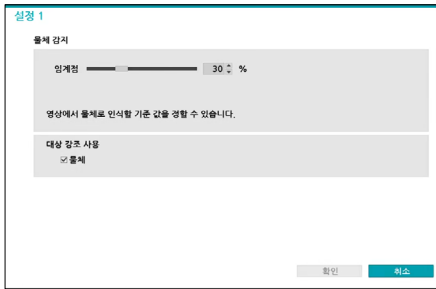 설정 1
물체 감지
임계점 30 %
영상에서 물체로 인식할 기준 값을 정할 수 있습니다.
대상 강조 사용
물체
확인 취소